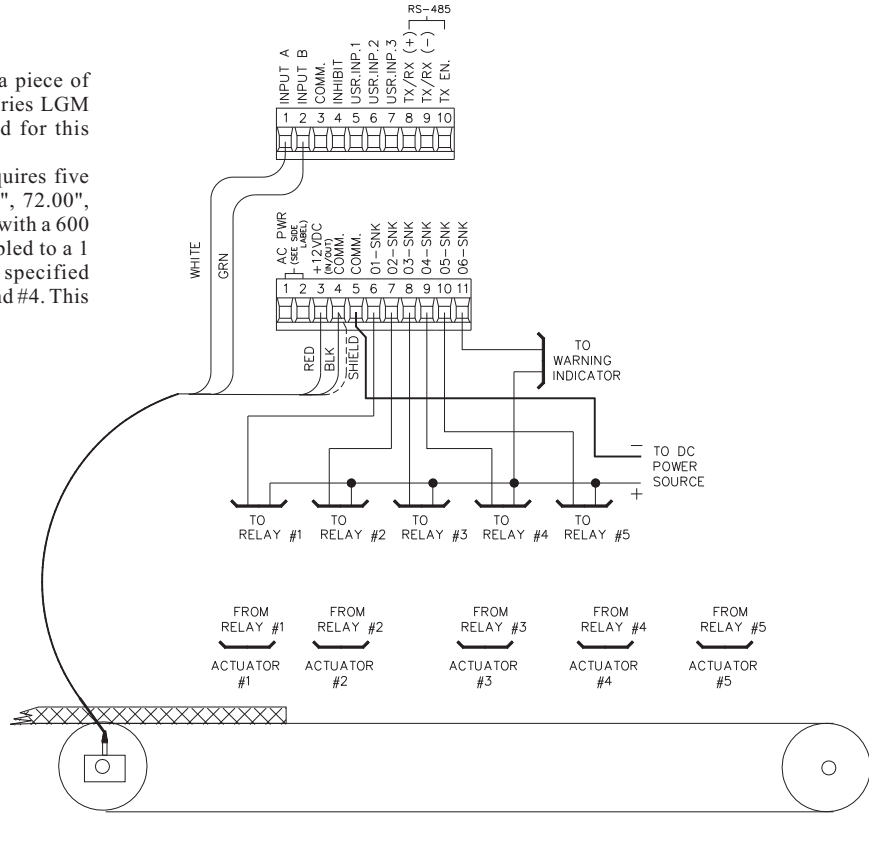 a piece of
ries LGM
d for this
quires five
", 72.00",
with a 600
pled to a 1
specified
nd #4. This
RS-485
INPUT A
INPUT B
COMM.
INHIBIT
USR.INP.1
USR.INP.2
USR.INP.3
TX/RX (+)
TX/RX (-)
TX EN.
1 2 3 4 5 6 7 8 9 10
WHITE
GRN
AC PWR
(SEE SIDE
LABEL)
+12VDC
(IN/OUT)
COMM.
COMM.
01-SNK
02-SNK
03-SNK
04-SNK
05-SNK
06-SNK
1 2 3 4 5 6 7 8 9 10 11
RED
BLK
SHIELD
TO
WARNING
INDICATOR
−
TO DC
POWER
SOURCE
+
TO
RELAY #1
TO
RELAY #2
TO
RELAY #3
TO
RELAY #4
TO
RELAY #5
FROM
RELAY #1
FROM
RELAY #2
FROM
RELAY #3
FROM
RELAY #4
FROM
RELAY #5
ACTUATOR
#1
ACTUATOR
#2
ACTUATOR
#3
ACTUATOR
#4
ACTUATOR
#5